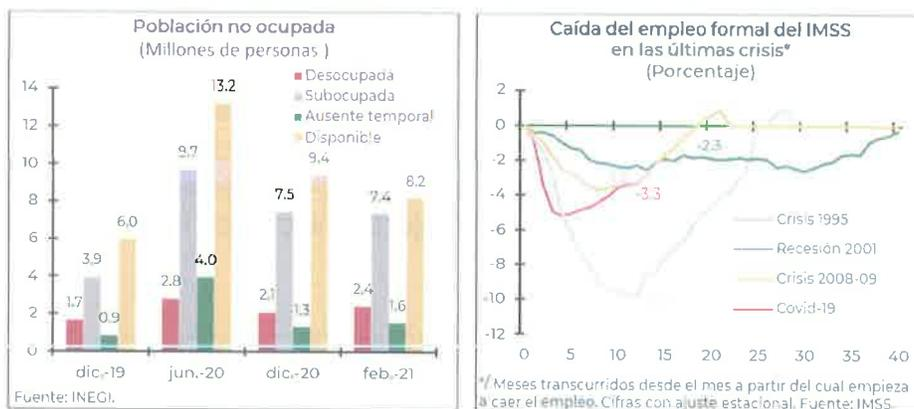 Población no ocupada
(Millones de personas )
14
12
10
8
6
4
2
0
Desocupada
Subocupada
Ausente temporal
Disponible
1.7
3.9
0.9
6.0
2.8
9.7
4.0
13.2
2.1
7.5
1.3
9.4
2.4
7.4
1.6
8.2
dic.-19
jun.-20
dic.-20
feb.-21
Fuente: INEGI.
Caída del empleo formal del IMSS
en las últimas crisis*
(Porcentaje)
2
0
-2
-4
-6
-8
-10
-12
-2.3
-3.3
Crisis 1995
Recesión 2001
Crisis 2008-09
Covid-19
0 5 10 15 20 25 30 35 40
*/ Meses transcurridos desde el mes a partir del cual empieza
a caer el empleo. Cifras con ajuste estacional. Fuente: IMSS